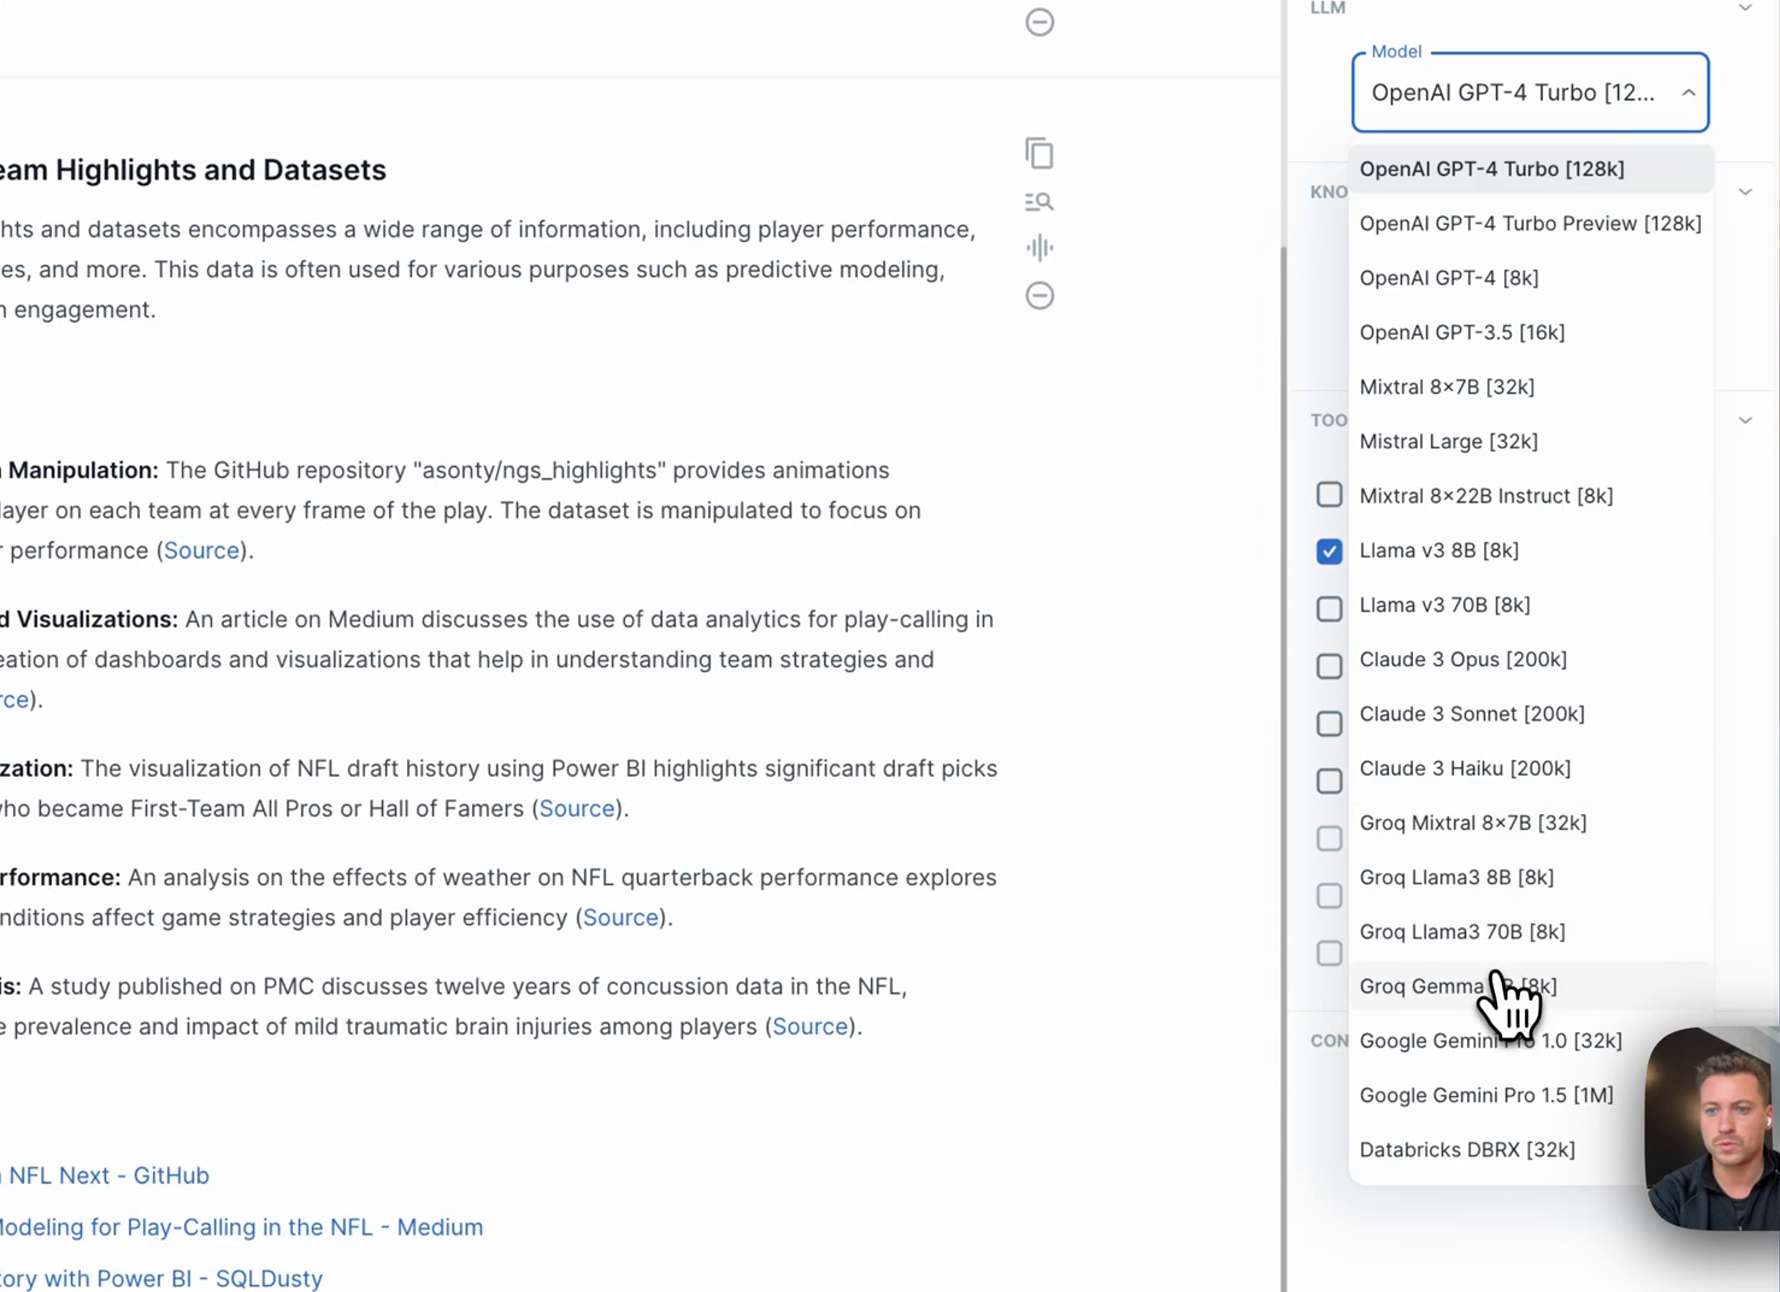 eam Highlights and Datasets
hts and datasets encompasses a wide range of information, including player performance,
es, and more. This data is often used for various purposes such as predictive modeling,
n engagement.
n Manipulation: The GitHub repository "asonty/ngs_highlights" provides animations
layer on each team at every frame of the play. The dataset is manipulated to focus on
r performance (Source).
d Visualizations: An article on Medium discusses the use of data analytics for play-calling in
eation of dashboards and visualizations that help in understanding team strategies and
rce).
zation: The visualization of NFL draft history using Power BI highlights significant draft picks
who became First-Team All Pros or Hall of Famers (Source).
rformance: An analysis on the effects of weather on NFL quarterback performance explores
nditions affect game strategies and player efficiency (Source).
is: A study published on PMC discusses twelve years of concussion data in the NFL,
e prevalence and impact of mild traumatic brain injuries among players (Source).
n NFL Next - GitHub
Modeling for Play-Calling in the NFL - Medium
tory with Power BI - SQLDusty
LLM
Model
OpenAI GPT-4 Turbo [12...
KNO
TOO
CON
OpenAI GPT-4 Turbo [128k]
OpenAI GPT-4 Turbo Preview [128k]
OpenAI GPT-4 [8k]
OpenAI GPT-3.5 [16k]
Mixtral 8×7B [32k]
Mistral Large [32k]
Mixtral 8×22B Instruct [8k]
Llama v3 8B [8k]
Llama v3 70B [8k]
Claude 3 Opus [200k]
Claude 3 Sonnet [200k]
Claude 3 Haiku [200k]
Groq Mixtral 8×7B [32k]
Groq Llama3 8B [8k]
Groq Llama3 70B [8k]
Groq Gemma [8k]
Google Gemini Pro 1.0 [32k]
Google Gemini Pro 1.5 [1M]
Databricks DBRX [32k]